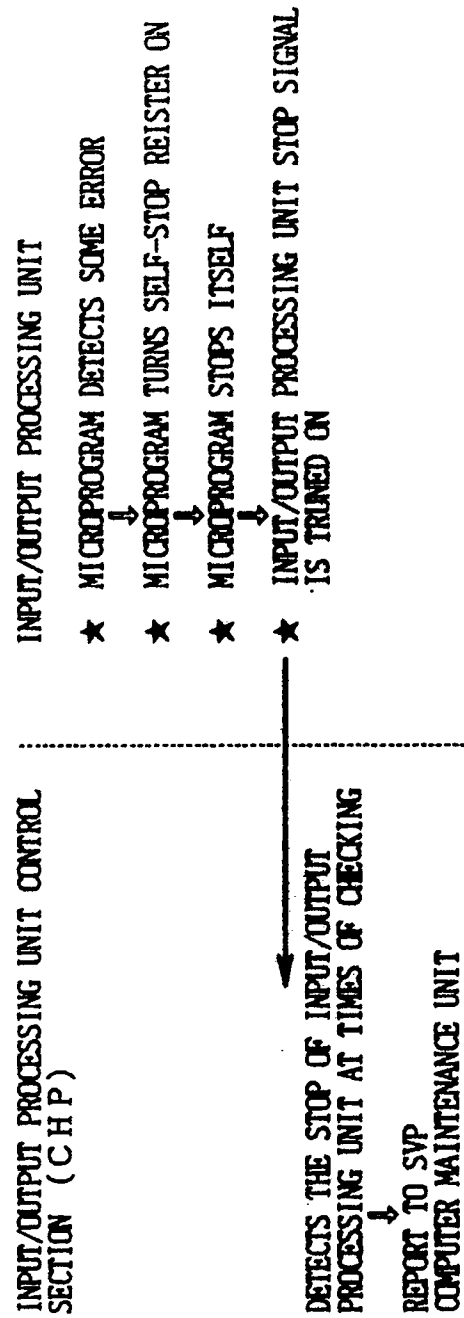 INPUT/OUTPUT PROCESSING UNIT CONTROL
SECTION (CHP)
DETECTS THE STOP OF INPUT/OUTPUT
PROCESSING UNIT AT TIMES OF CHECKING
REPORT TO SVP
COMPUTER MAINTENANCE UNIT
INPUT/OUTPUT PROCESSING UNIT
★ MICROPROGRAM DETECTS SOME ERROR
★ MICROPROGRAM TURNS SELF-STOP REISTER ON
★ MICROPROGRAM STOPS ITSELF
★ INPUT/OUTPUT PROCESSING UNIT STOP SIGNAL
IS TRUNED ON